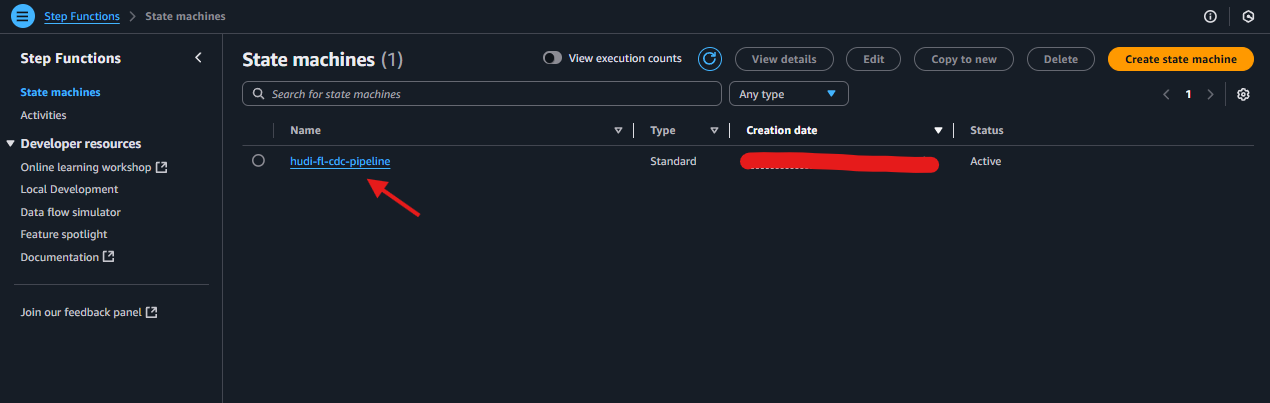 Step Functions > State machines
Step Functions
State machines
Activities
Developer resources
Online learning workshop
Local Development
Data flow simulator
Feature spotlight
Documentation
Join our feedback panel
State machines (1)
View execution counts
View details
Edit
Copy to new
Delete
Create state machine
Search for state machines
Any type
1
Name Type Creation date Status
hudi-fl-cdc-pipeline Standard Active